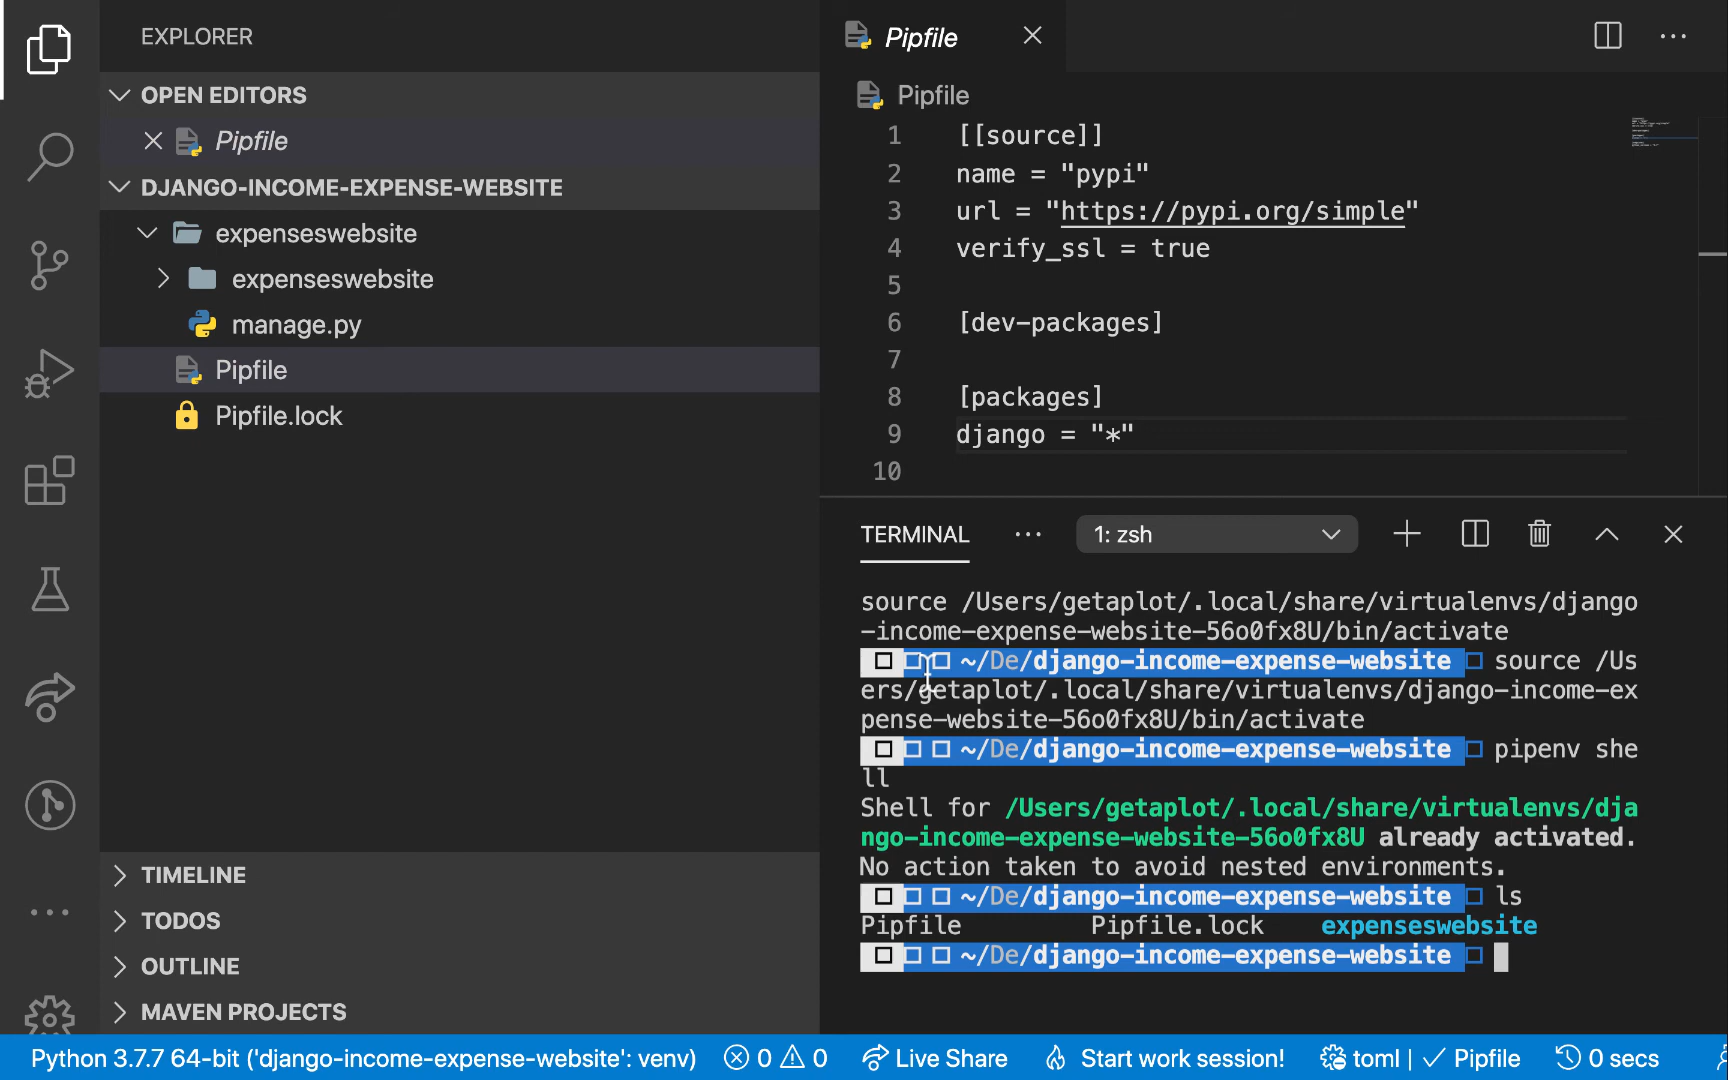 EXPLORER
OPEN EDITORS
Pipfile
DJANGO-INCOME-EXPENSE-WEBSITE
expenseswebsite
expenseswebsite
manage.py
Pipfile
Pipfile.lock
TIMELINE
TODOS
OUTLINE
MAVEN PROJECTS
Pipfile
Pipfile
1 [[source]]
2 name = "pypi"
3 url = "https://pypi.org/simple"
4 verify_ssl = true
5
6 [dev-packages]
7
8 [packages]
9 django = "*"
10
TERMINAL
1: zsh
source /Users/getaplot/.local/share/virtualenvs/django
-income-expense-website-56o0fx8U/bin/activate
~/De/django-income-expense-website source /Us
ers/getaplot/.local/share/virtualenvs/django-income-ex
pense-website-56o0fx8U/bin/activate
~/De/django-income-expense-website pipenv she
ll
Shell for /Users/getaplot/.local/share/virtualenvs/dja
ngo-income-expense-website-56o0fx8U already activated.
No action taken to avoid nested environments.
~/De/django-income-expense-website ls
Pipfile Pipfile.lock expenseswebsite
~/De/django-income-expense-website
Python 3.7.7 64-bit ('django-income-expense-website': venv) 0 0 Live Share Start work session! toml | Pipfile 0 secs